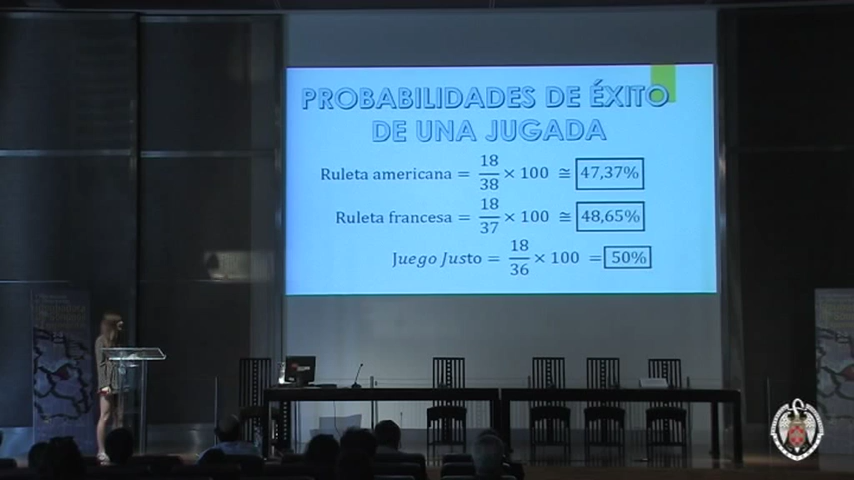 PROBABILIDADES DE ÉXITO
DE UNA JUGADA
Ruleta americana = 18/38 × 100 ≅ 47,37%
Ruleta francesa = 18/37 × 100 ≅ 48,65%
Juego Justo = 18/36 × 100 = 50%